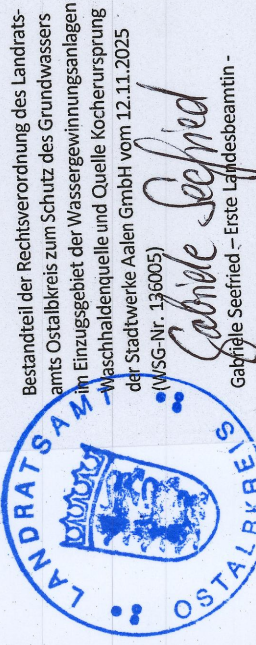 Bestandteil der Rechtsverordnung des Landrats-
amts Ostalbkreis zum Schutz des Grundwassers
im Einzugsgebiet der Wassergewinnungsanlagen
Waschhaldenquelle und Quelle Kocherursprung
der Stadtwerke Aalen GmbH vom 12.11.2025
(WSG-Nr. 136005)
Gabriele Seefried
Gabriele Seefried – Erste Landesbeamtin -
LANDRATSAMT
OSTALBKREIS